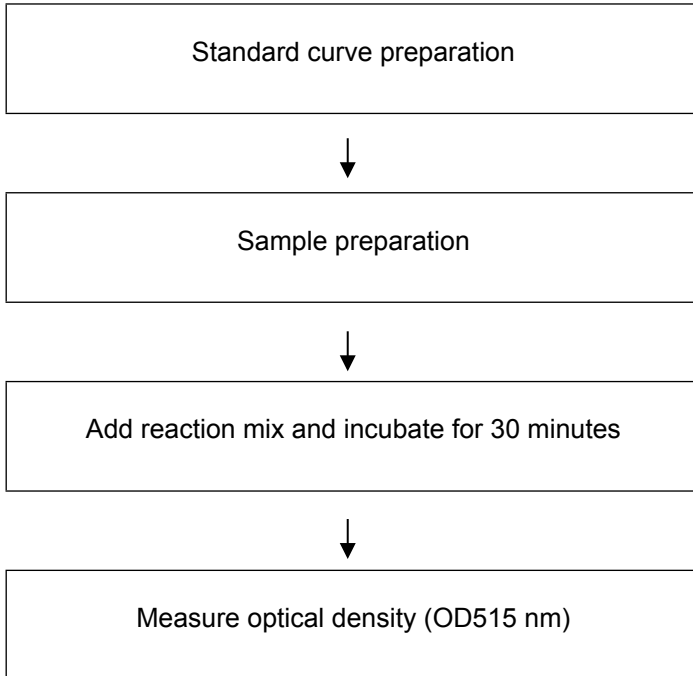 Standard curve preparation
Sample preparation
Add reaction mix and incubate for 30 minutes
Measure optical density (OD515 nm)